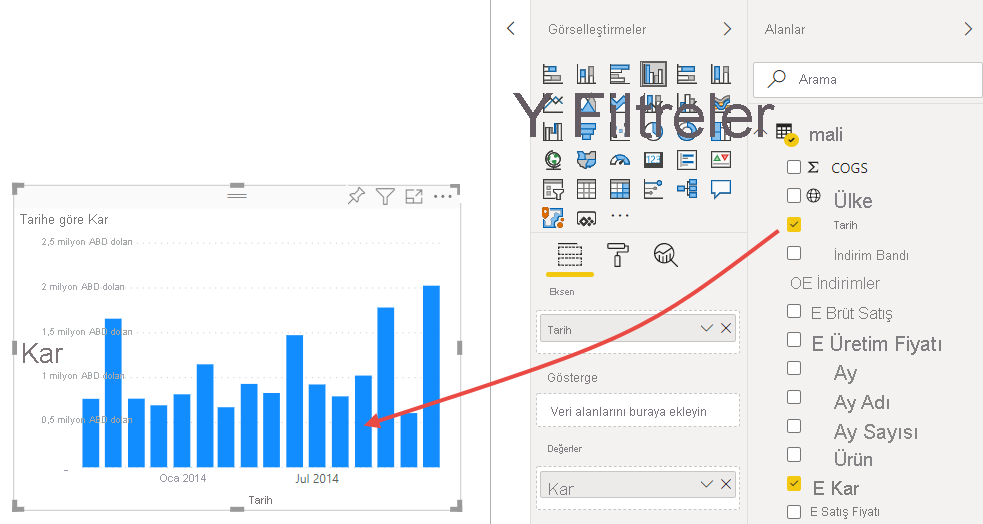 Tarihe göre Kar
2,5 milyon ABD doları
2 milyon ABD doları
1,5 milyon ABD doları
Kar
1 milyon ABD doları
0,5 milyon ABD doları
Oca 2014
Jul 2014
Tarih
Görselleştirmeler
Y Filtreler
123
Eksen
Tarih
Gösterge
Veri alanlarını buraya ekleyin
Değerler
Kar
Alanlar
Arama
mali
Σ COGS
Ülke
Tarih
İndirim Bandı
OE İndirimler
E Brüt Satış
E Üretim Fiyatı
Ay
Ay Adı
Ay Sayısı
Ürün
E Kar
E Satış Fiyatı